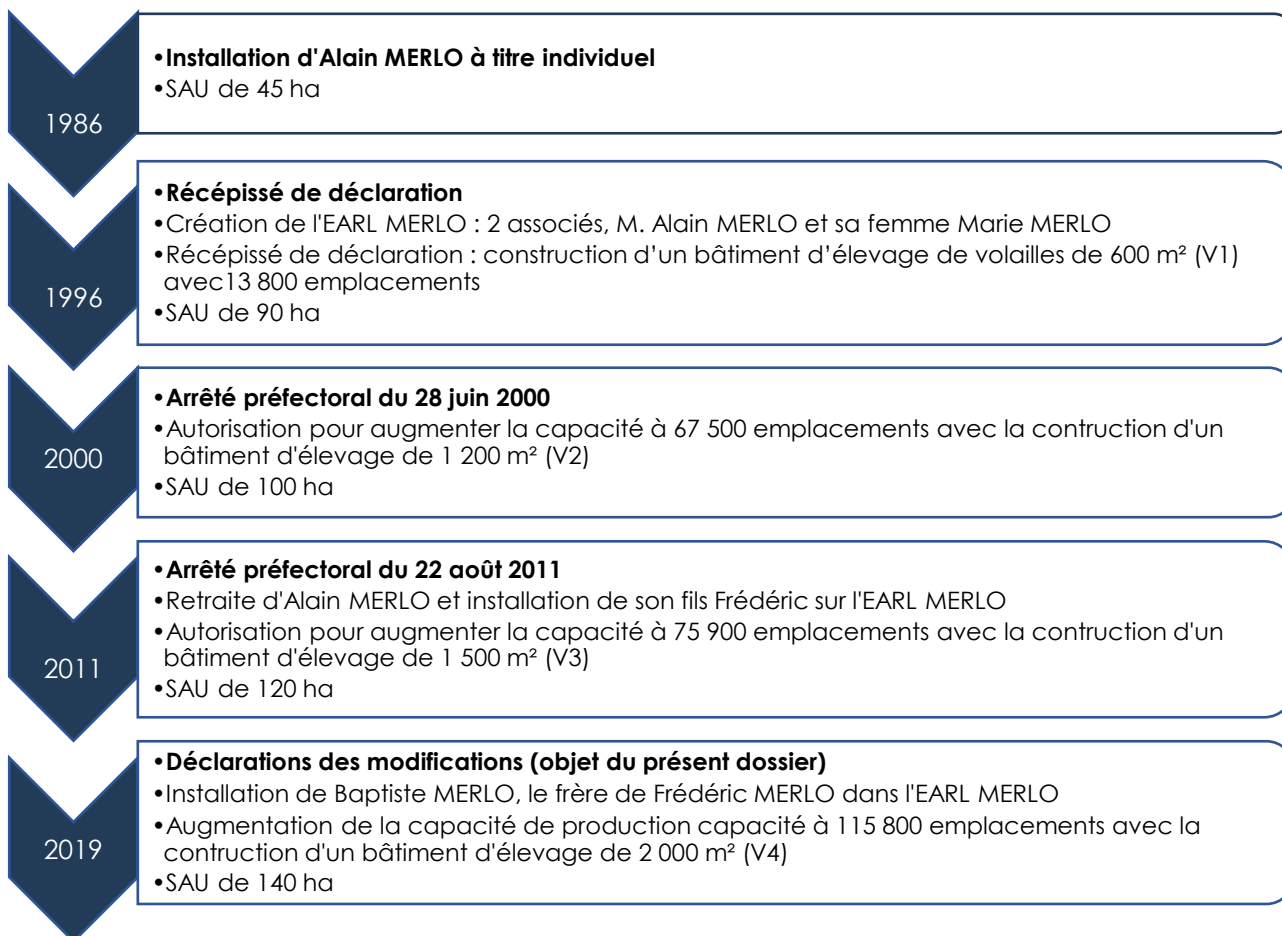 1986
•Installation d'Alain MERLO à titre individuel
•SAU de 45 ha
1996
•Récépissé de déclaration
•Création de l'EARL MERLO : 2 associés, M. Alain MERLO et sa femme Marie MERLO
•Récépissé de déclaration : construction d’un bâtiment d’élevage de volailles de 600 m² (V1)
avec13 800 emplacements
•SAU de 90 ha
2000
•Arrêté préfectoral du 28 juin 2000
•Autorisation pour augmenter la capacité à 67 500 emplacements avec la contruction d'un
bâtiment d'élevage de 1 200 m² (V2)
•SAU de 100 ha
2011
•Arrêté préfectoral du 22 août 2011
•Retraite d'Alain MERLO et installation de son fils Frédéric sur l'EARL MERLO
•Autorisation pour augmenter la capacité à 75 900 emplacements avec la contruction d'un
bâtiment d'élevage de 1 500 m² (V3)
•SAU de 120 ha
2019
•Déclarations des modifications (objet du présent dossier)
•Installation de Baptiste MERLO, le frère de Frédéric MERLO dans l'EARL MERLO
•Augmentation de la capacité de production capacité à 115 800 emplacements avec la
contruction d'un bâtiment d'élevage de 2 000 m² (V4)
•SAU de 140 ha